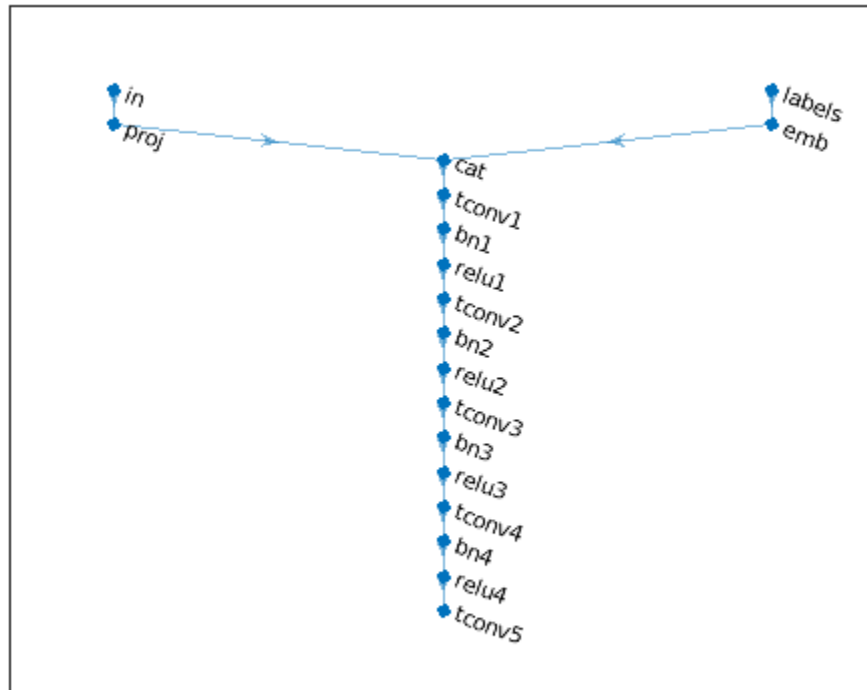 in
labels
proj
emb
cat
tconv1
bn1
relu1
tconv2
bn2
relu2
tconv3
bn3
relu3
tconv4
bn4
relu4
tconv5